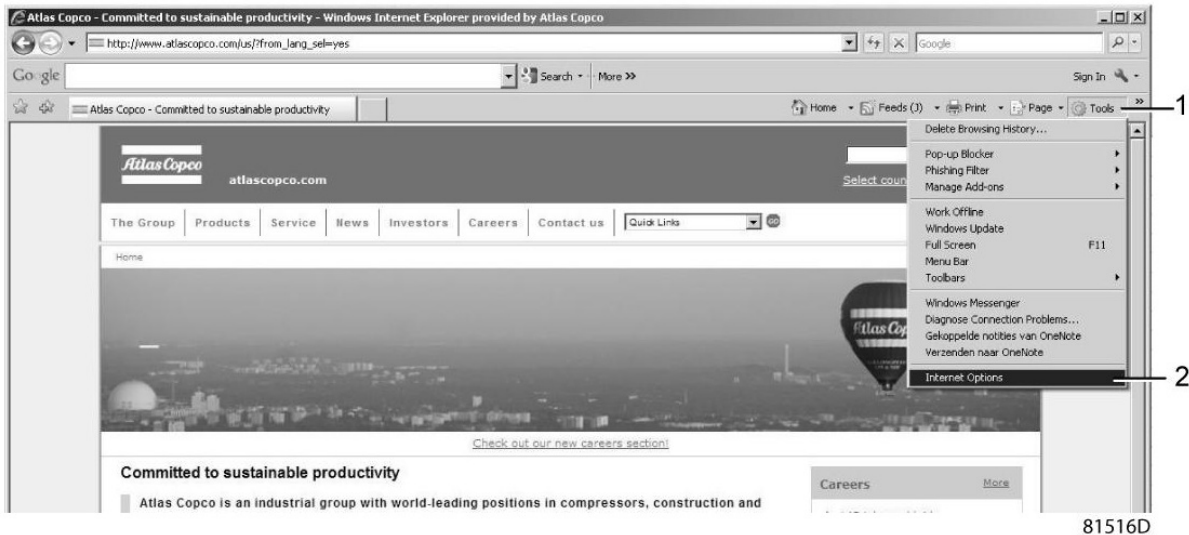 Atlas Copco - Committed to sustainable productivity - Windows Internet Explorer provided by Atlas Copco
http://www.atlascopco.com/us/?from_lang_sel=yes Google
Google Search More >> Sign In
Atlas Copco - Committed to sustainable productivity Home Feeds (J) Print Page Tools >> 1
Delete Browsing History...
Pop-up Blocker
Phishing Filter
Manage Add-ons
Work Offline
Windows Update
Full Screen F11
Menu Bar
Toolbars
Windows Messenger
Diagnose Connection Problems...
Gekoppelde notities van OneNote
Verzenden naar OneNote
Internet Options 2
Atlas Copco
atlascopco.com
Select coun
The Group Products Service News Investors Careers Contact us Quick Links GO
Home
Atlas Cop
Check out our new careers section!
Committed to sustainable productivity
Careers More
Atlas Copco is an industrial group with world-leading positions in compressors, construction and
81516D